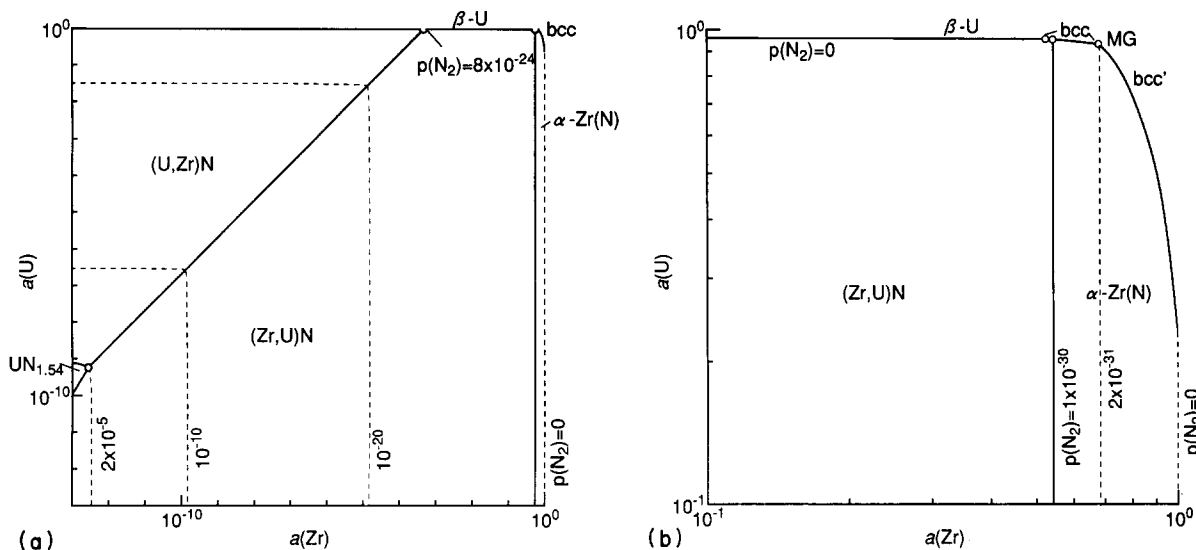 10⁰
β-U
bcc
p(N₂)=8x10⁻²⁴
α-Zr(N)
(U,Zr)N
a(U)
(Zr,U)N
UN₁.₅₄
10⁻¹⁰
2x10⁻⁵
10⁻¹⁰
10⁻²⁰
p(N₂)=0
10⁻¹⁰
10⁰
(a)
a(Zr)
10⁰
β-U
bcc
MG
p(N₂)=0
bcc'
a(U)
(Zr,U)N
α-Zr(N)
p(N₂)=1x10⁻³⁰
2x10⁻³¹
p(N₂)=0
10⁻¹
10⁻¹
10⁰
(b)
a(Zr)